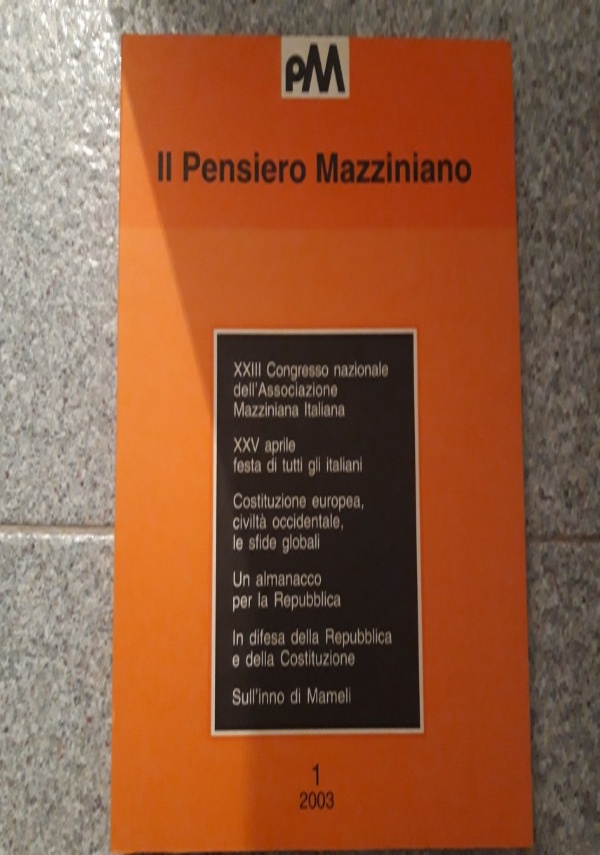 PM
Il Pensiero Mazziniano
XXIII Congresso nazionale
dell'Associazione
Mazziniana Italiana
XXV aprile
festa di tutti gli italiani
Costituzione europea,
civiltà occidentale,
le sfide globali
Un almanacco
per la Repubblica
In difesa della Repubblica
e della Costituzione
Sull'inno di Mameli
1
2003